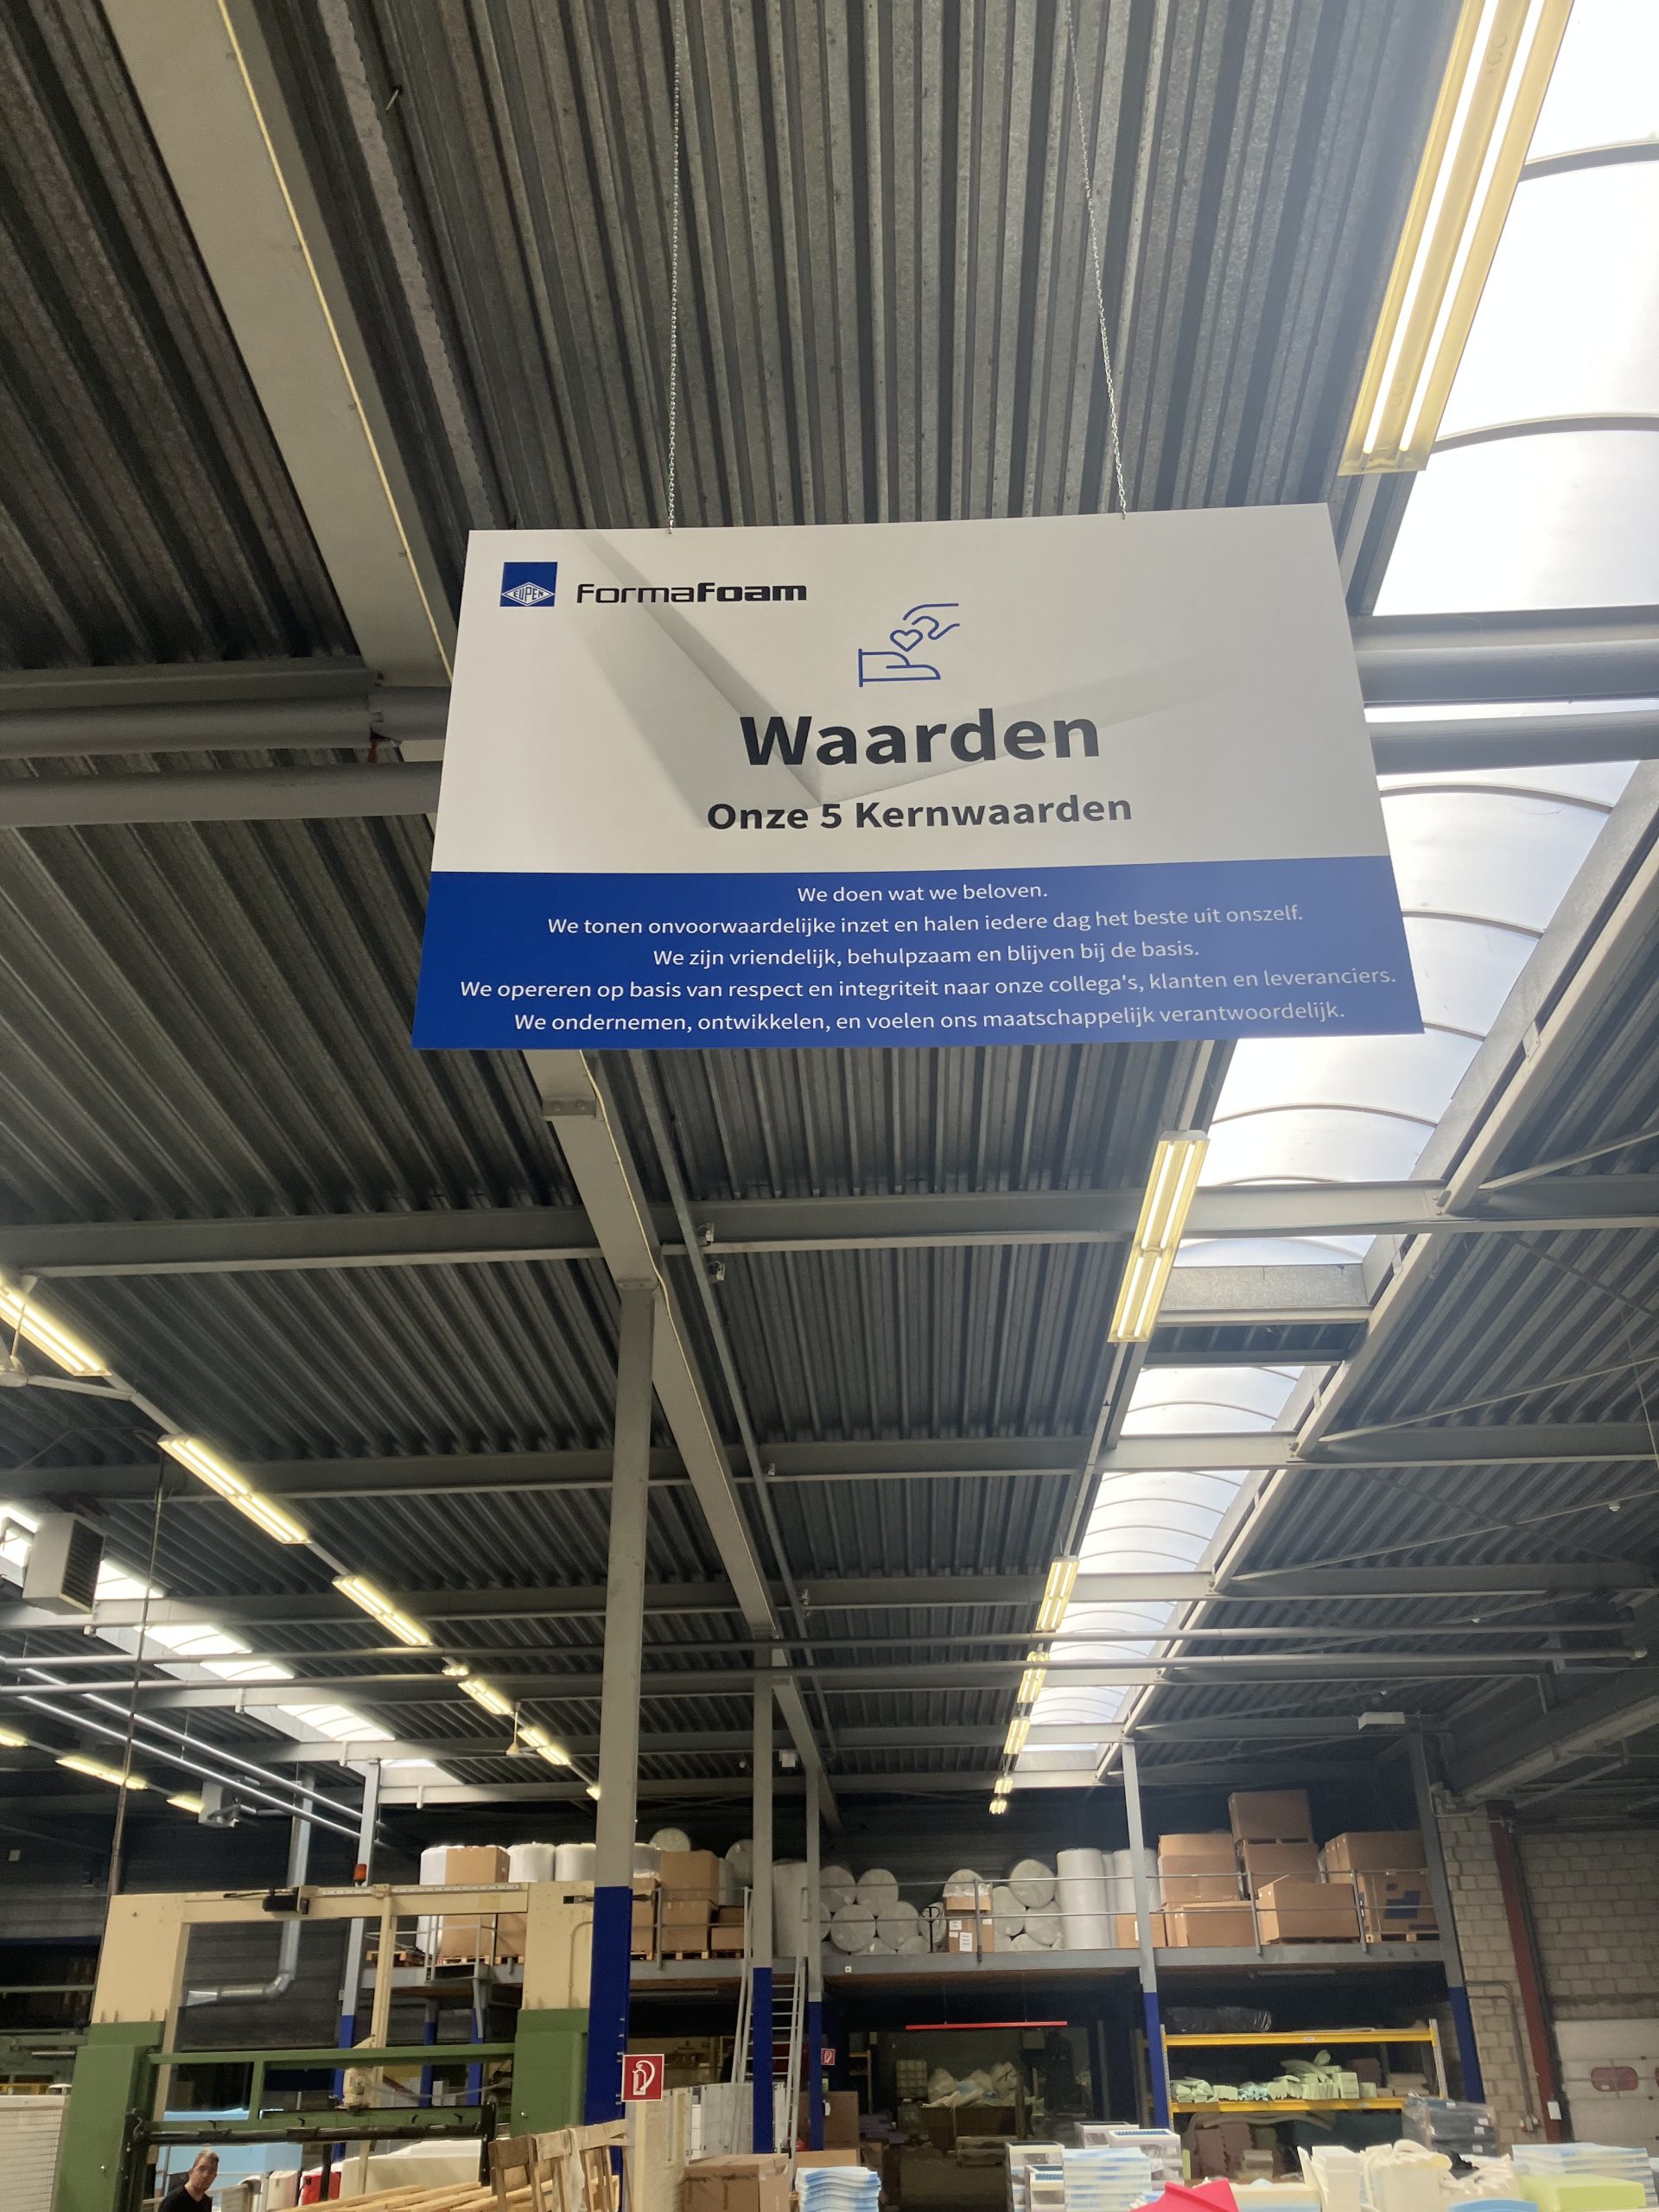 EUPEN
FormaFoam
Waarden
Onze 5 Kernwaarden
We doen wat we beloven.
We tonen onvoorwaardelijke inzet en halen iedere dag het beste uit onszelf.
We zijn vriendelijk, behulpzaam en blijven bij de basis.
We opereren op basis van respect en integriteit naar onze collega's, klanten en leveranciers.
We ondernemen, ontwikkelen, en voelen ons maatschappelijk verantwoordelijk.